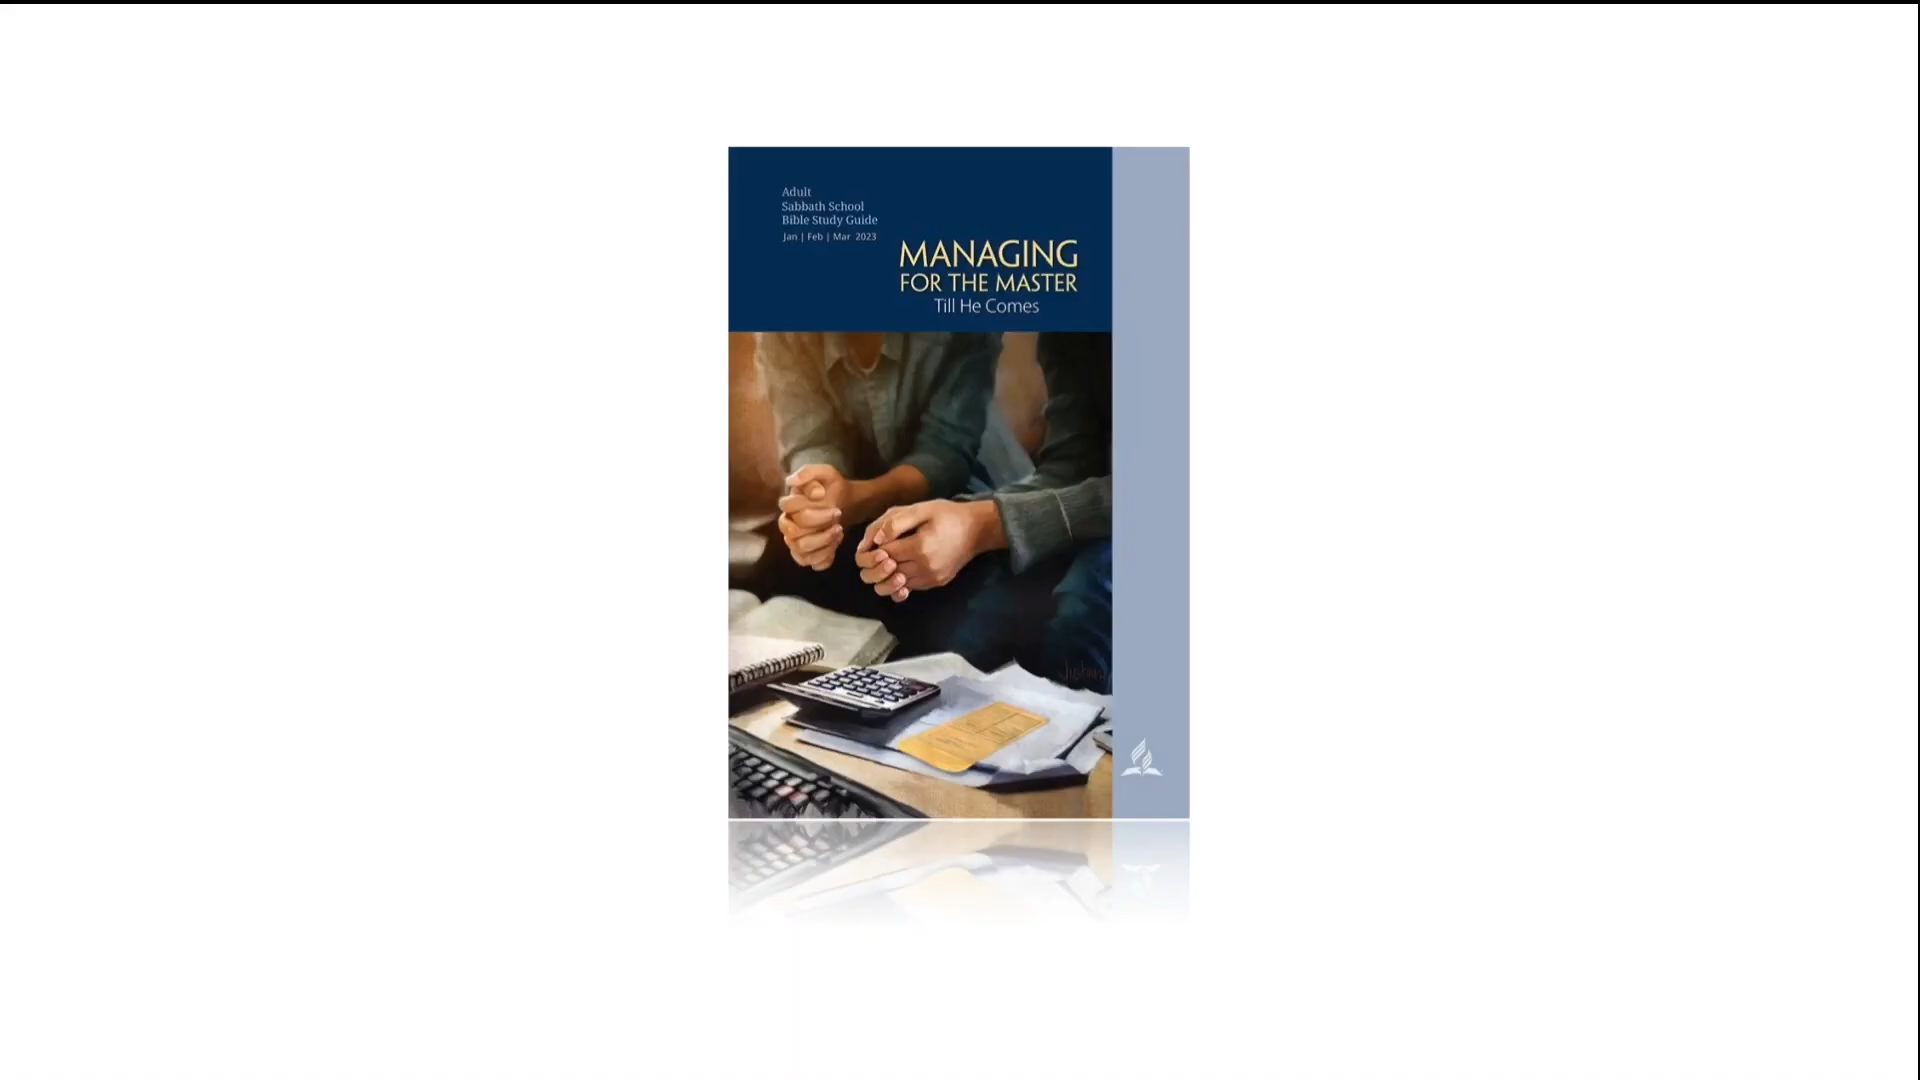 Adult
Sabbath School
Bible Study Guide
Jan | Feb | Mar 2023
MANAGING
FOR THE MASTER
Till He Comes